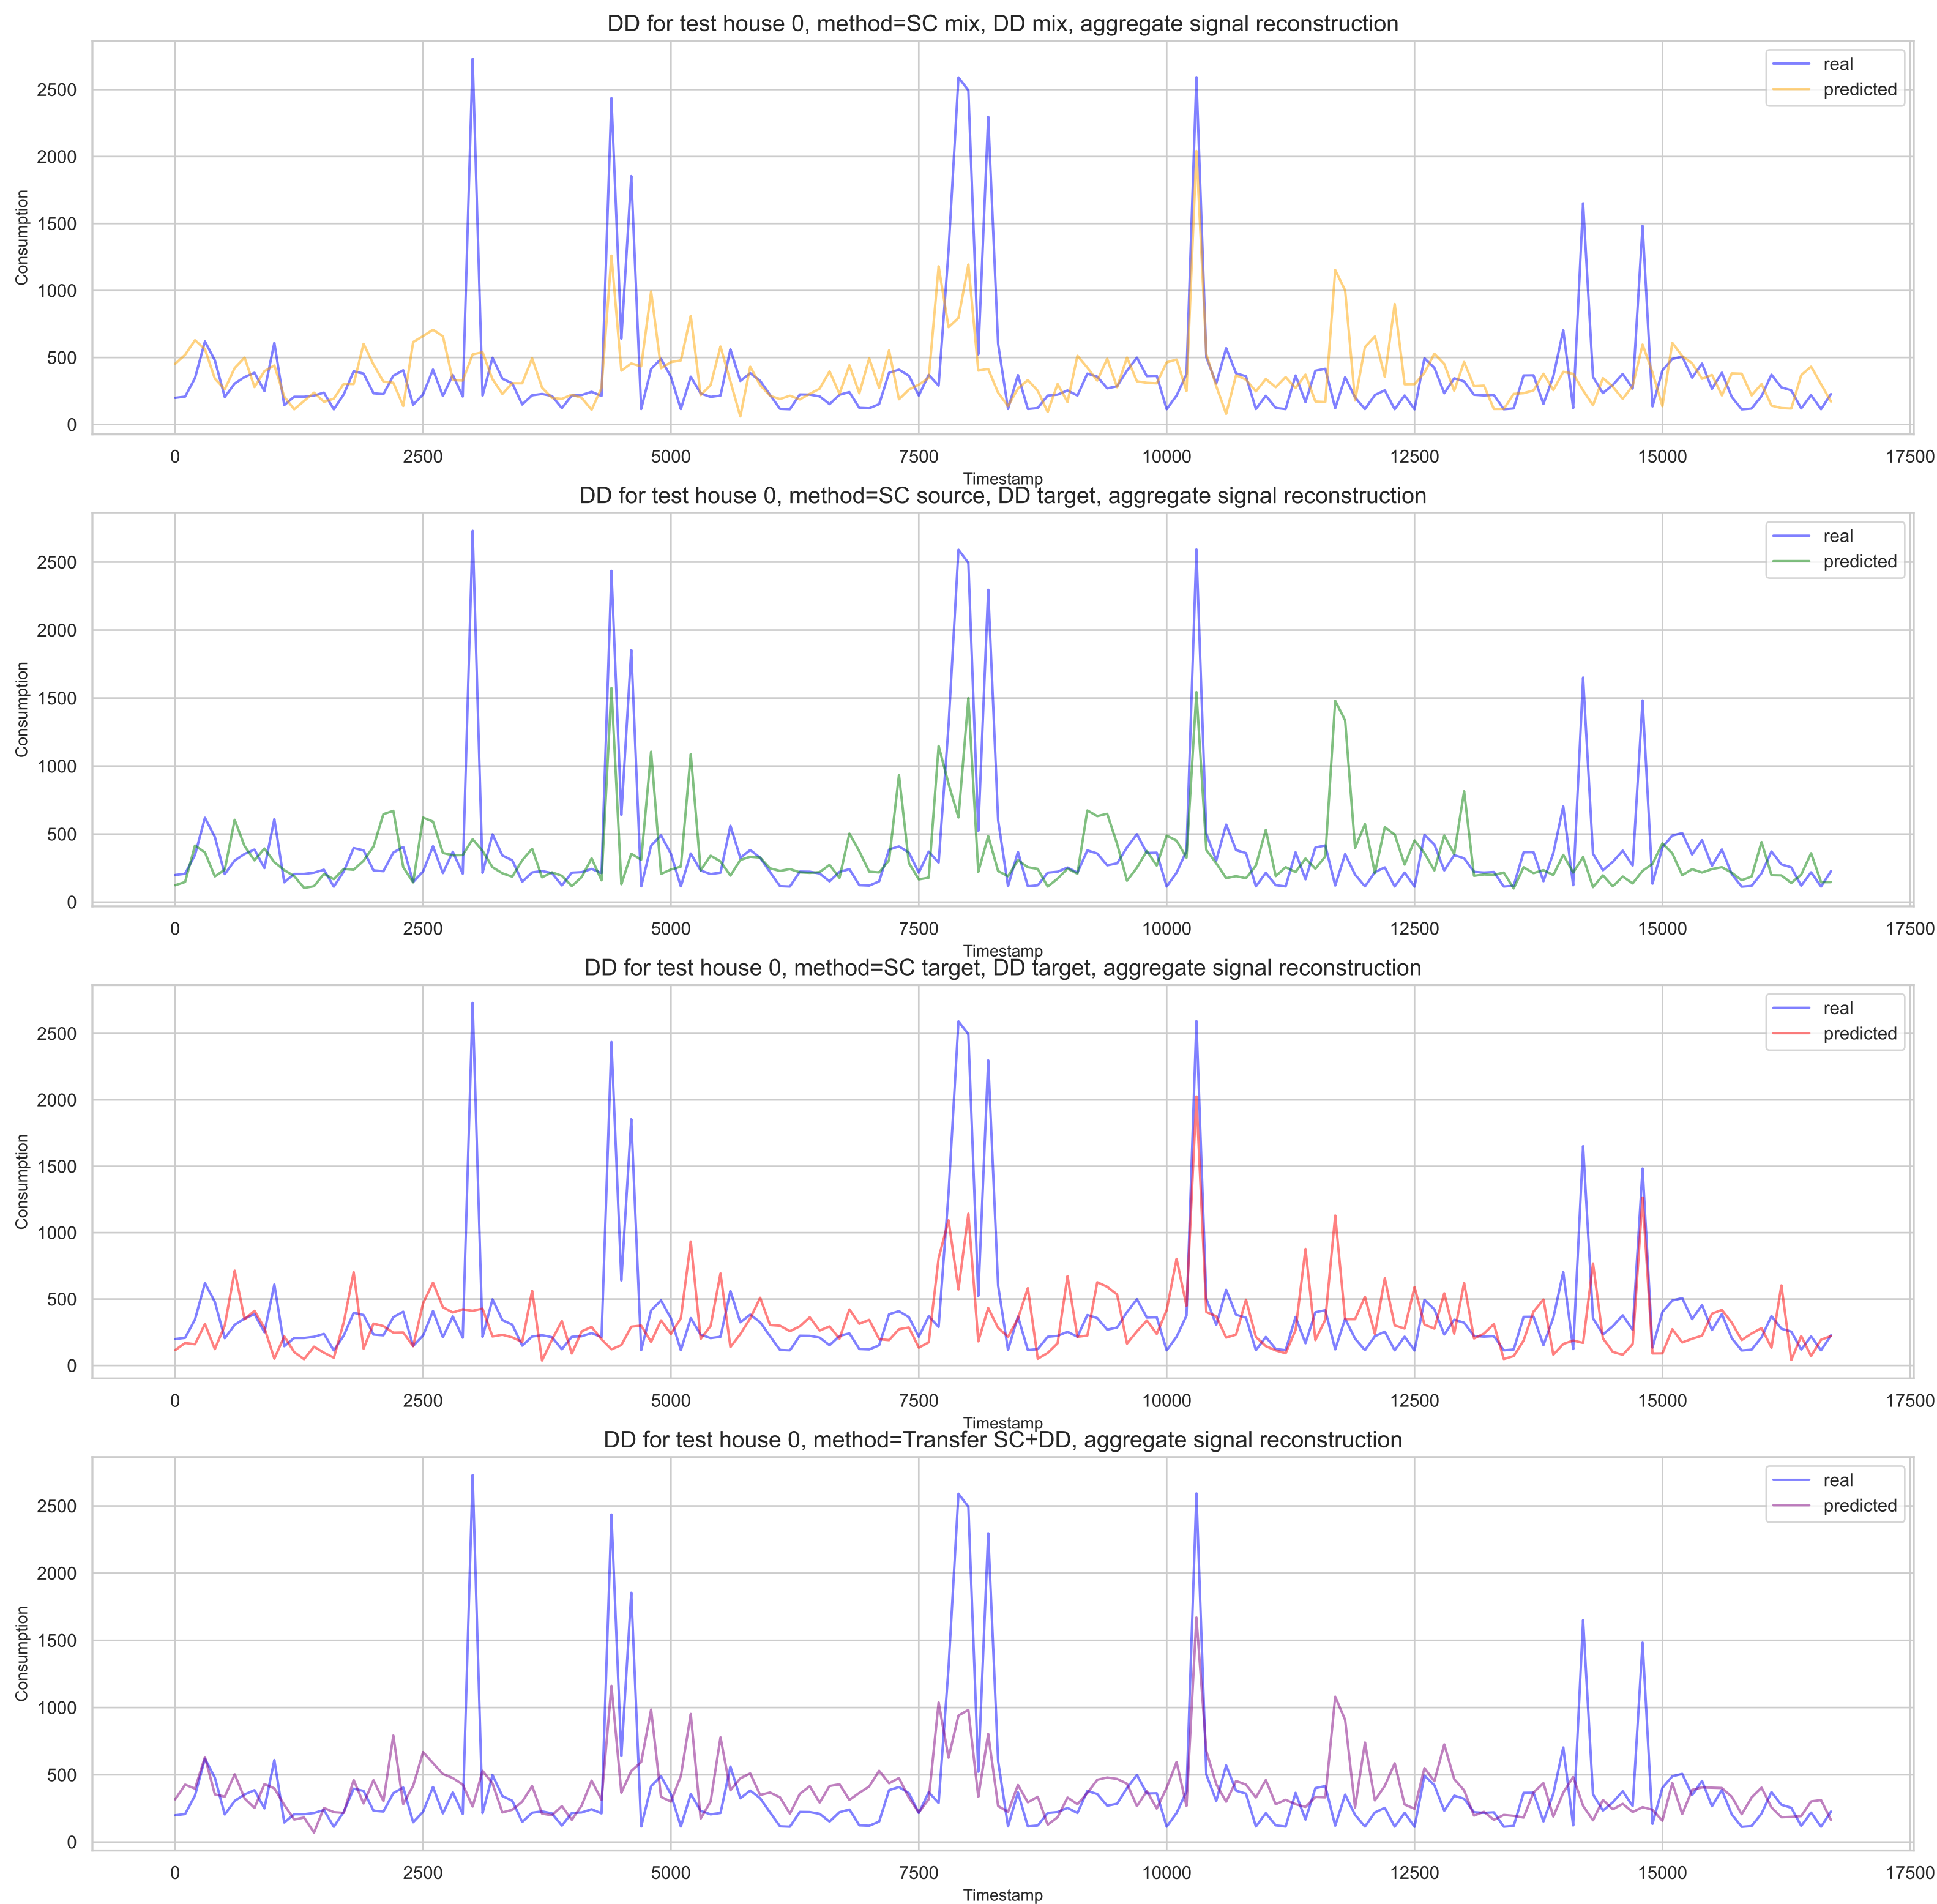 DD for test house 0, method=SC mix, DD mix, aggregate signal reconstruction
real
predicted
2500
2000
1500
1000
500
0
Consumption
0 2500 5000 7500 10000 12500 15000 17500
Timestamp
DD for test house 0, method=SC source, DD target, aggregate signal reconstruction
real
predicted
2500
2000
1500
1000
500
0
Consumption
0 2500 5000 7500 10000 12500 15000 17500
Timestamp
DD for test house 0, method=SC target, DD target, aggregate signal reconstruction
real
predicted
2500
2000
1500
1000
500
0
Consumption
0 2500 5000 7500 10000 12500 15000 17500
Timestamp
DD for test house 0, method=Transfer SC+DD, aggregate signal reconstruction
real
predicted
2500
2000
1500
1000
500
0
Consumption
0 2500 5000 7500 10000 12500 15000 17500
Timestamp